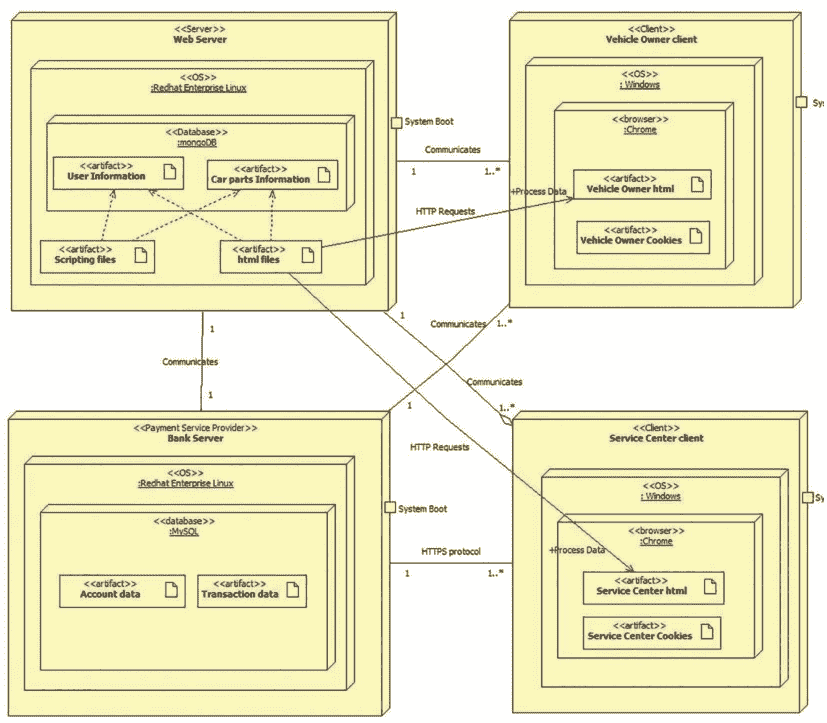 <<Server>>
Web Server
<<OS>>
:Redhat Enterprise Linux
<<Database>>
:mongoDB
<<artifact>>
User Information
<<artifact>>
Car parts Information
<<artifact>>
Scripting files
<<artifact>>
html files
System Boot
Communicates
1
1..*
HTTP Requests
+Process Data
<<Client>>
Vehicle Owner client
<<OS>>
: Windows
<<browser>>
:Chrome
<<artifact>>
Vehicle Owner html
<<artifact>>
Vehicle Owner Cookies
Sy
1
Communicates
1
1
Communicates
1..*
1
Communicates
1..*
HTTP Requests
<<Payment Service Provider>>
Bank Server
<<OS>>
:Redhat Enterprise Linux
<<database>>
:MySQL
<<artifact>>
Account data
<<artifact>>
Transaction data
System Boot
HTTPS protocol
1
1..*
+Process Data
<<Client>>
Service Center client
<<OS>>
: Windows
<<browser>>
:Chrome
<<artifact>>
Service Center html
<<artifact>>
Service Center Cookies
Sy